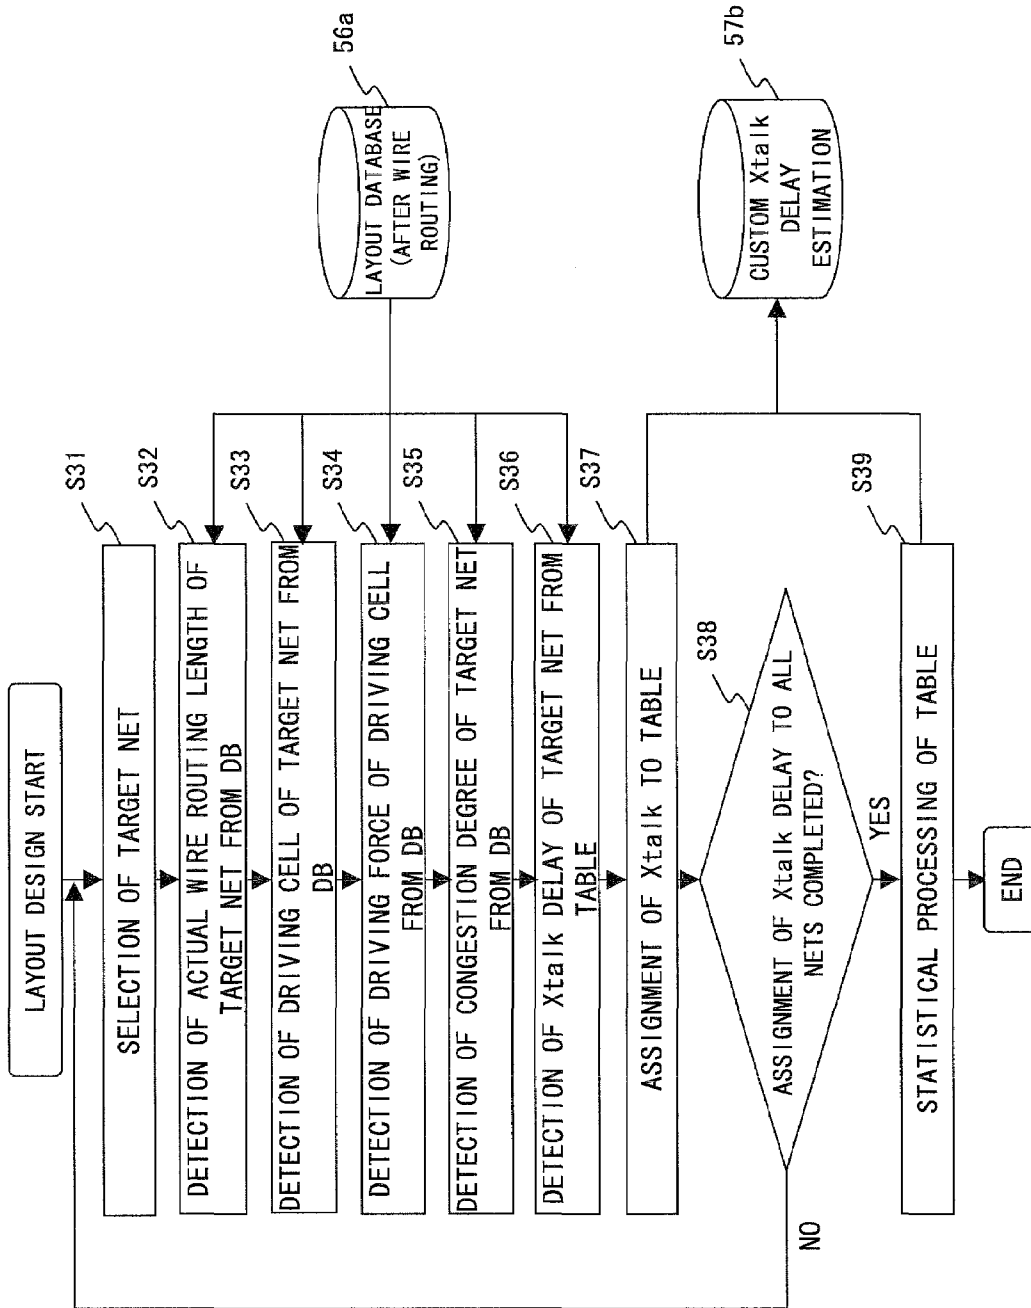 LAYOUT DESIGN START
S31
SELECTION OF TARGET NET
S32
DETECTION OF ACTUAL WIRE ROUTING LENGTH OF
TARGET NET FROM DB
S33
DETECTION OF DRIVING CELL OF TARGET NET FROM
DB
S34
DETECTION OF DRIVING FORCE OF DRIVING CELL
FROM DB
S35
DETECTION OF CONGESTION DEGREE OF TARGET NET
FROM DB
S36
DETECTION OF Xtalk DELAY OF TARGET NET FROM
TABLE
S37
ASSIGNMENT OF Xtalk TO TABLE
S38
ASSIGNMENT OF Xtalk DELAY TO ALL
NETS COMPLETED?
NO
YES
S39
STATISTICAL PROCESSING OF TABLE
END
56a
LAYOUT DATABASE
(AFTER WIRE
ROUTING)
57b
CUSTOM Xtalk
DELAY
ESTIMATION